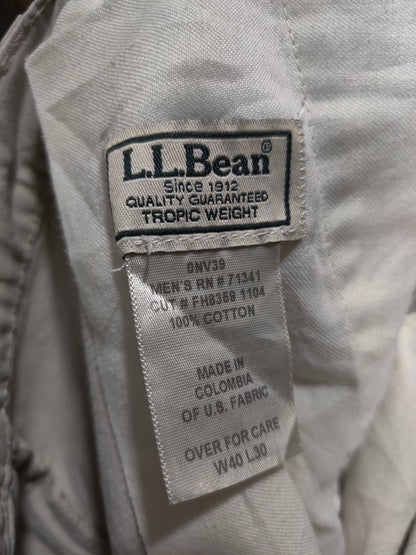 L.L.Bean®
Since 1912
QUALITY GUARANTEED
TROPIC WEIGHT
0NV39
MEN'S RN # 71341
CUT # FH8359 1104
100% COTTON
MADE IN
COLOMBIA
OF U.S. FABRIC
OVER FOR CARE
W40 L30